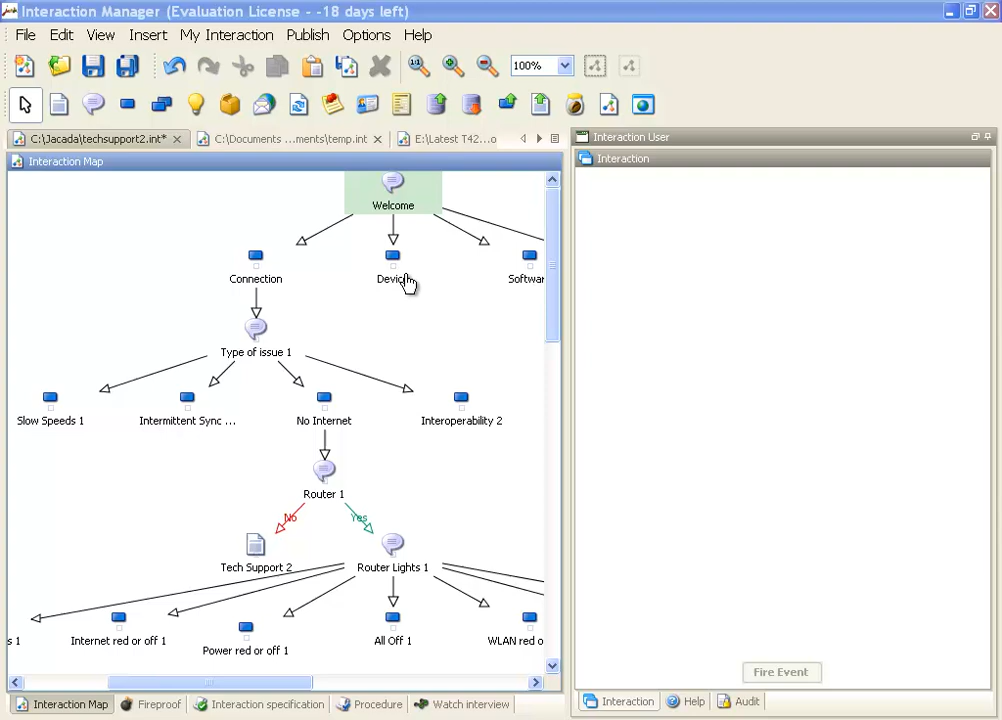 Interaction Manager (Evaluation License - -18 days left)
File Edit View Insert My Interaction Publish Options Help
100%
C:\Jacada\techsupport2.int* C:\Documents ...ments\temp.int E:\Latest T42...o
Interaction User
Interaction Map
Interaction
Welcome
Connection
Softwar
Type of issue 1
Slow Speeds 1
Intermittent Sync ...
No Internet
Interoperability 2
Router 1
No
Yes
Tech Support 2
Router Lights 1
s 1
Internet red or off 1
Power red or off 1
All Off 1
WLAN red o
Fire Event
Interaction Map Fireproof Interaction specification Procedure Watch interview
Interaction Help Audit